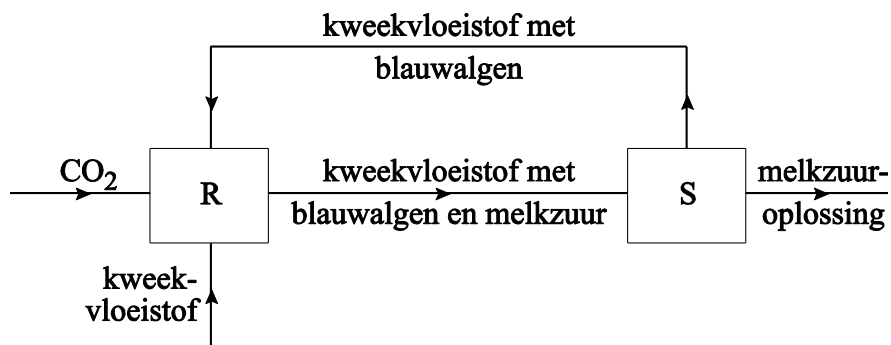 kweekvloeistof met
blauwalgen
CO₂
R
kweekvloeistof met
blauwalgen en melkzuur
S
melkzuur-
oplossing
kweek-
vloeistof